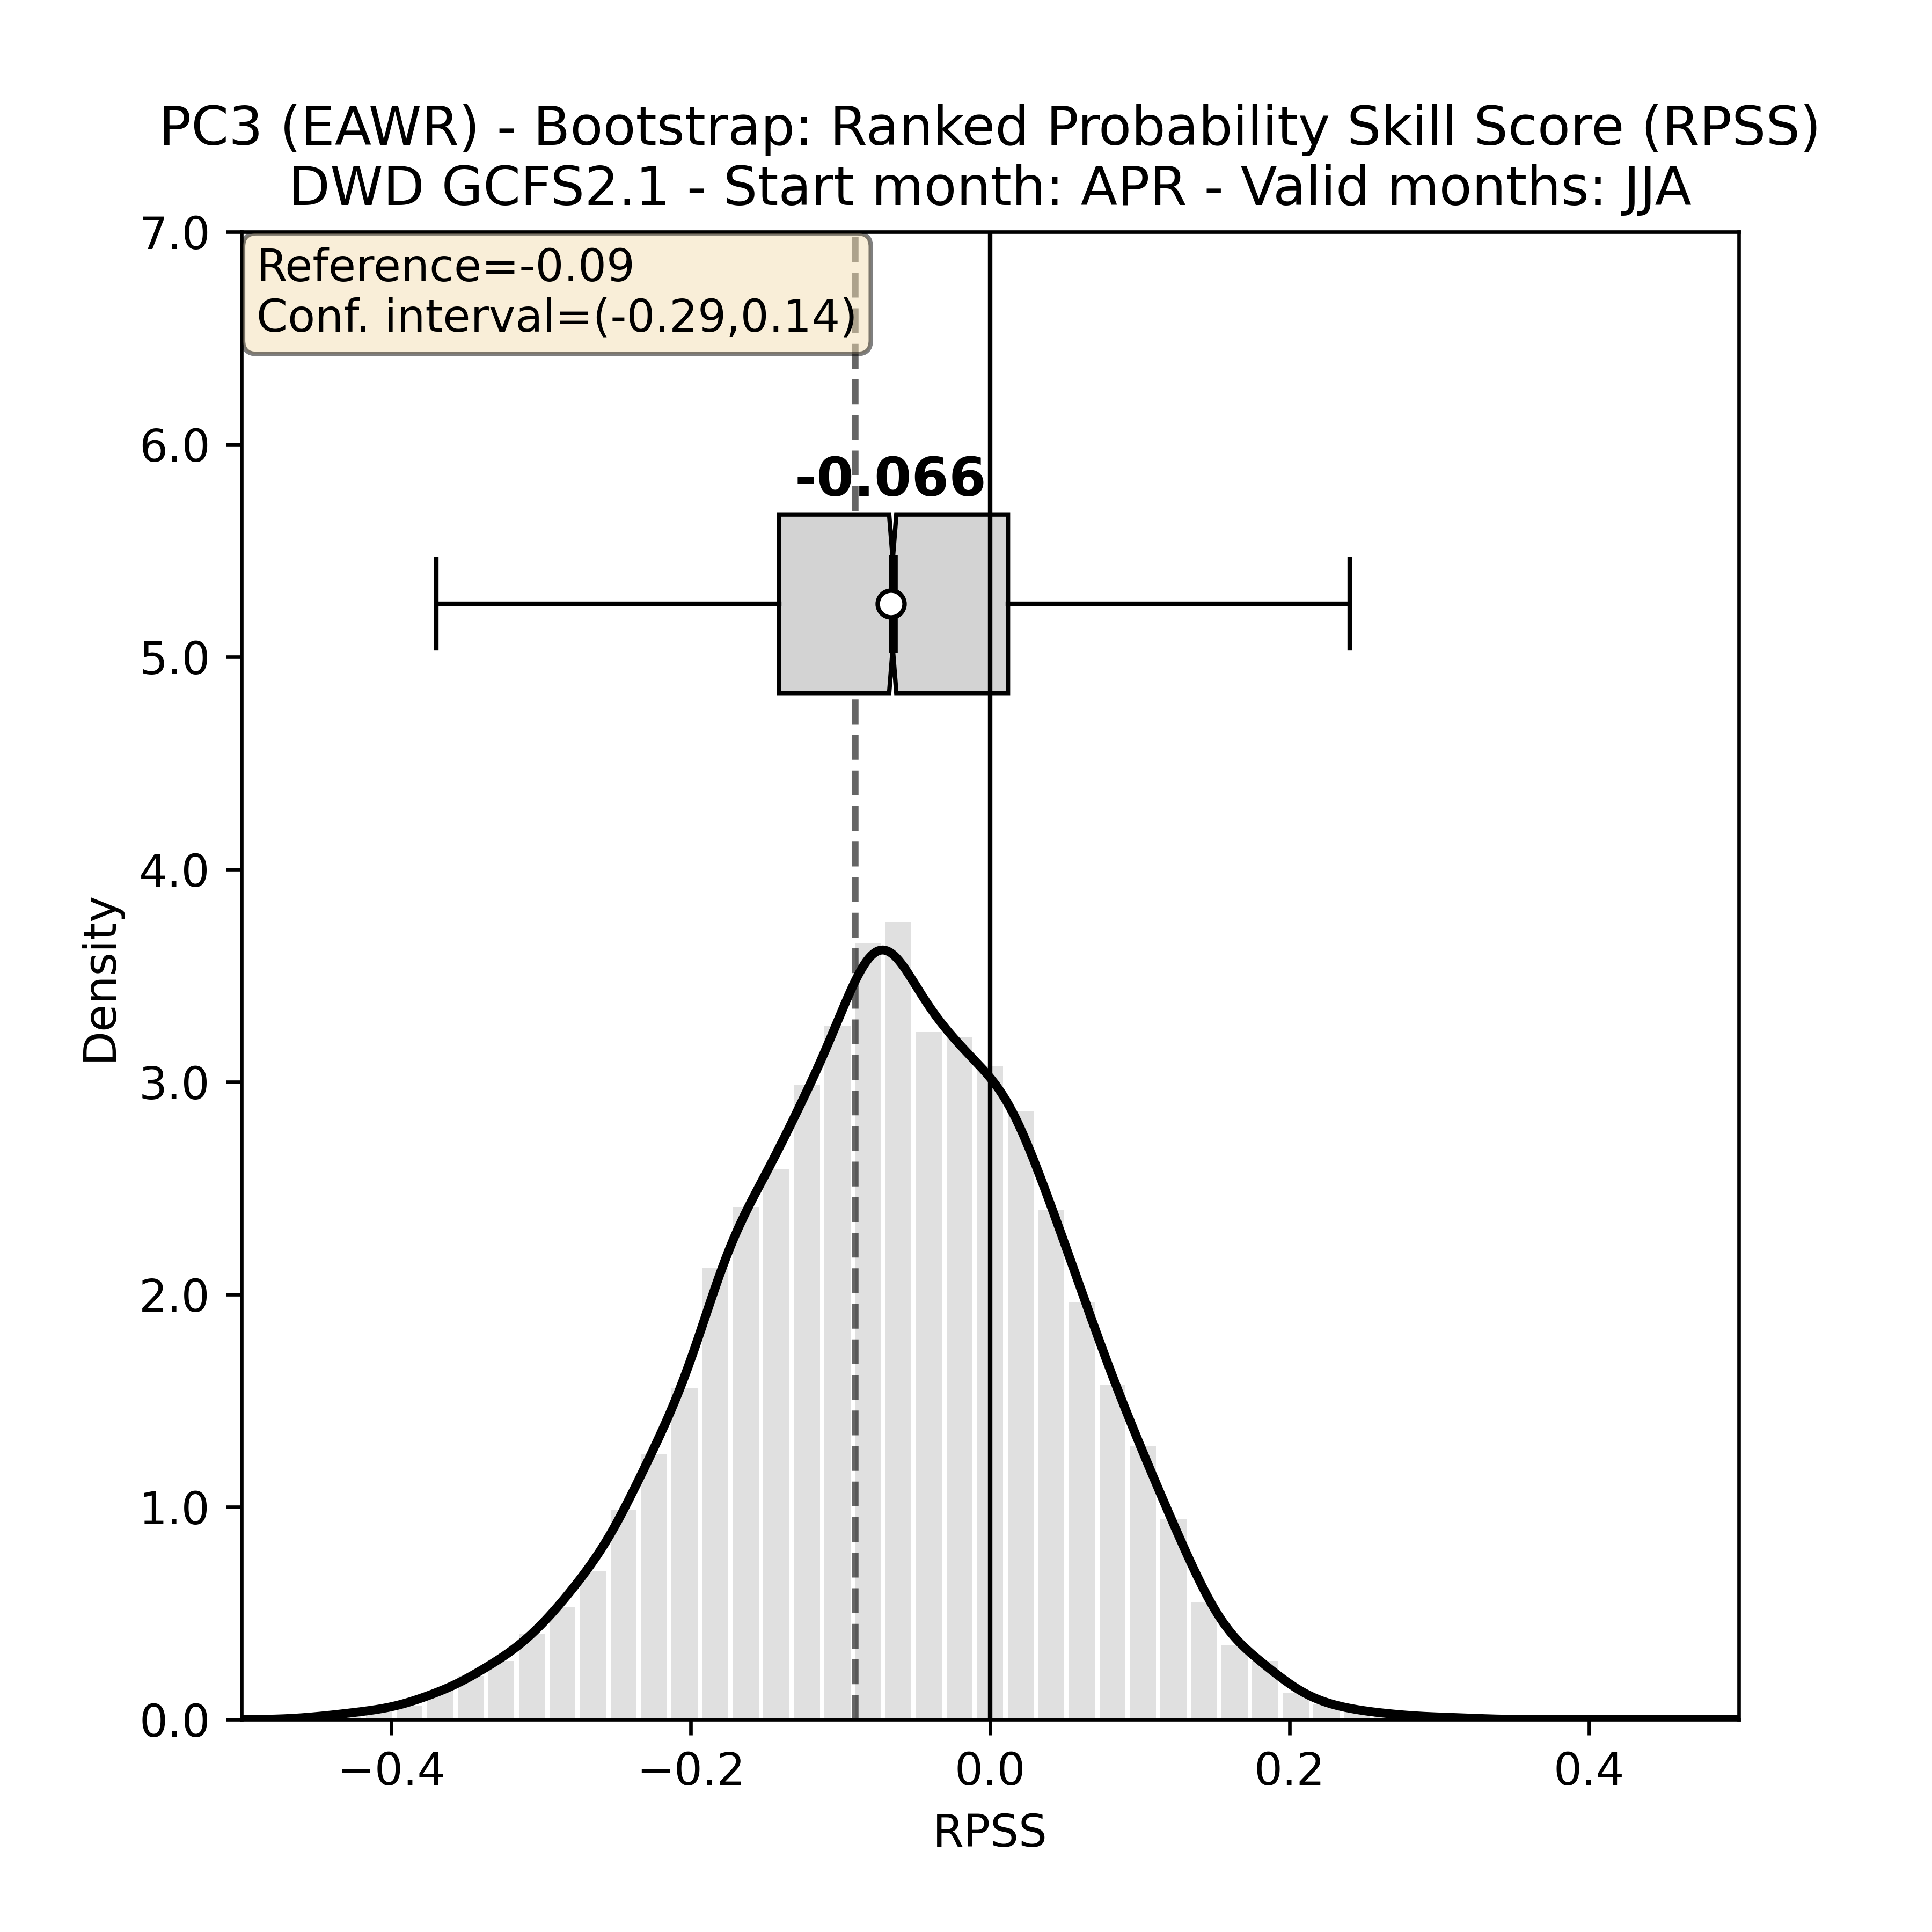 PC3 (EAWR) - Bootstrap: Ranked Probability Skill Score (RPSS)
DWD GCFS2.1 - Start month: APR - Valid months: JJA
7.0
Reference=-0.09
Conf. interval=(-0.29,0.14)
6.0
-0.066
5.0
4.0
Density
3.0
2.0
1.0
0.0
−0.4 −0.2 0.0 0.2 0.4
RPSS